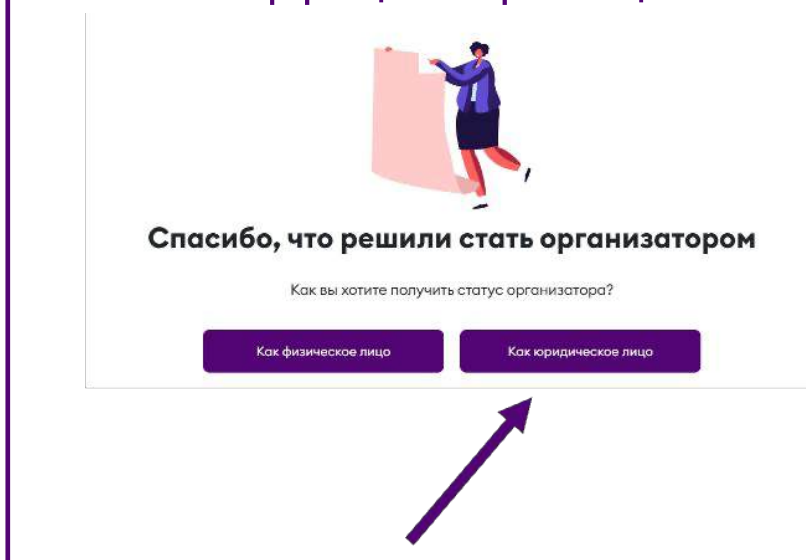 Спасибо, что решили стать организатором
Как вы хотите получить статус организатора?
Как физическое лицо
Как юридическое лицо